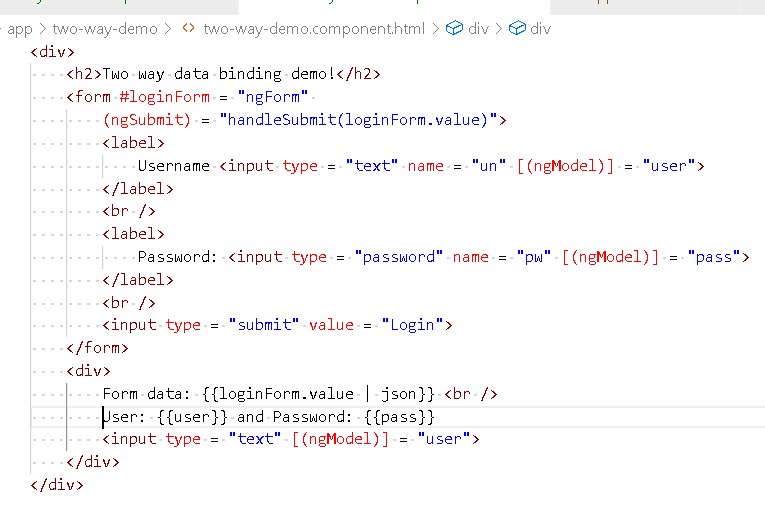 app > two-way-demo > <> two-way-demo.component.html > div > div
<div>
<h2>Two way data binding demo!</h2>
<form #loginForm = "ngForm"
(ngSubmit) = "handleSubmit(loginForm.value)">
<label>
Username <input type = "text" name = "un" [(ngModel)] = "user">
</label>
<br />
<label>
Password: <input type = "password" name = "pw" [(ngModel)] = "pass">
</label>
<br />
<input type = "submit" value = "Login">
</form>
<div>
Form data: {{loginForm.value | json}} <br />
User: {{user}} and Password: {{pass}}
<input type = "text" [(ngModel)] = "user">
</div>
</div>